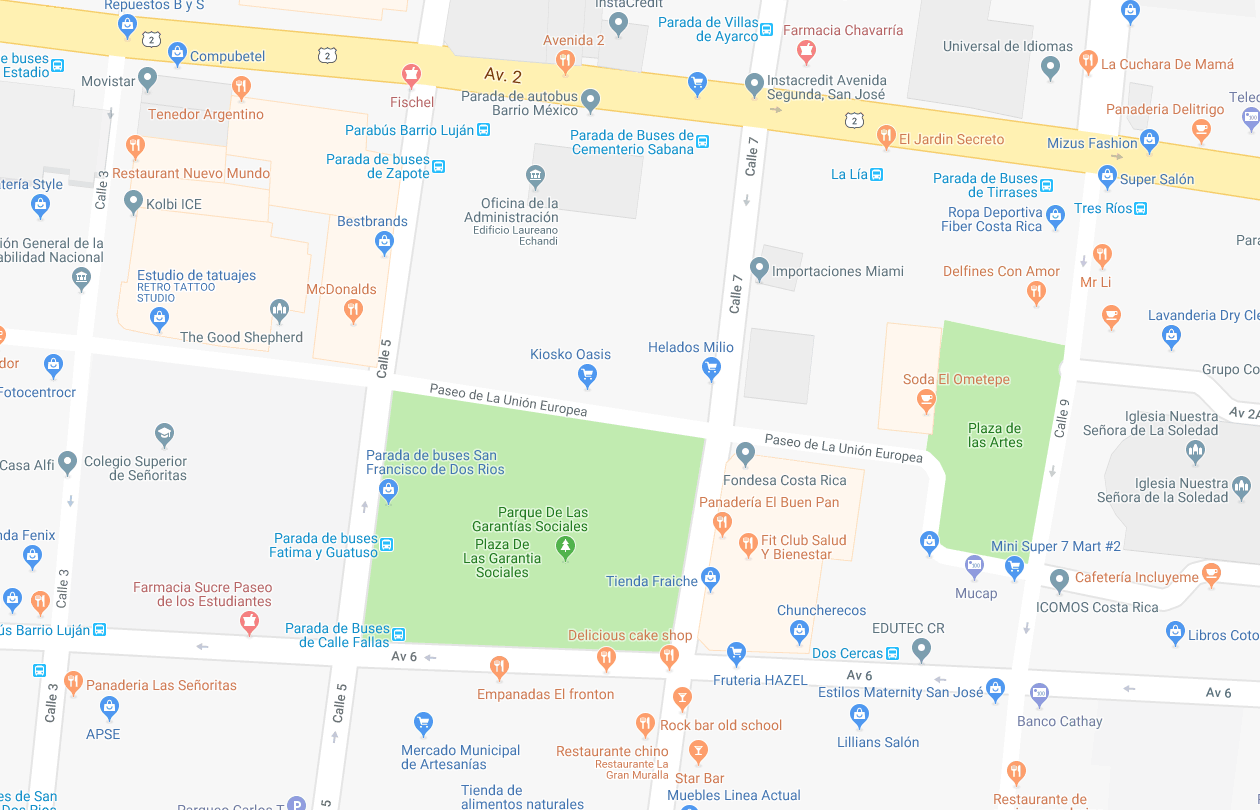 Repuestos B y S
InstaCrédit
Parada de Villas
de Ayarco
Farmacia Chavarría
2
2
Avenida 2
Universal de Idiomas
La Cuchara De Mamá
e buses
Estadio
Compubetel
Movistar
Av. 2
Fischel
Instacredit Avenida
Segunda, San José
Tenedor Argentino
Parada de autobus
Barrio México
Panaderia Delitrigo
2
Parabús Barrio Luján
Parada de Buses de
Cementerio Sabana
El Jardin Secreto
Mizus Fashion
Restaurant Nuevo Mundo
Parada de buses
de Zapote
Calle 7
La Lía
Parada de Buses
de Tirrases
Super Salón
tería Style
Calle 3
Kolbi ICE
Oficina de la
Administración
Edificio Laureano
Echandi
Tres Ríos
Ropa Deportiva
Fiber Costa Rica
Bestbrands
ión General de la
abilidad Nacional
Estudio de tatuajes
RETRO TATTOO
STUDIO
McDonalds
Importaciones Miami
Delfines Con Amor
Mr Li
Calle 7
The Good Shepherd
Lavanderia Dry Cle
dor
Fotocentrocr
Calle 5
Kiosko Oasis
Helados Milio
Grupo Co
Soda El Ometepe
Paseo de La Unión Europea
Av 2A
Plaza de
las Artes
Calle 9
Iglesia Nuestra
Señora de La Soledad
Paseo de La Unión Europea
Casa Alfi
Colegio Superior
de Señoritas
Parada de buses San
Francisco de Dos Rios
Fondesa Costa Rica
Iglesia Nuestra
Señora de la Soledad
Panadería El Buen Pan
Parque De Las
Garantías Sociales
Plaza De
Las Garantia
Sociales
nda Fenix
Parada de buses
Fatima y Guatuso
Fit Club Salud
Y Bienestar
Mini Super 7 Mart #2
Calle 3
Farmacia Sucre Paseo
de los Estudiantes
Tienda Fraiche
Mucap
Cafetería Incluyeme
ICOMOS Costa Rica
Chunchereco​s
ús Barrio Luján
Parada de Buses
de Calle Fallas
Delicious cake shop
EDUTEC CR
Libros Coto
Av 6
Dos Cercas
Av 6
Panaderia Las Señoritas
Empanadas El fronton
Fruteria HAZEL
Estilos Maternity San José
Av 6
Calle 3
Calle 5
APSE
Rock bar old school
Banco Cathay
Mercado Municipal
de Artesanías
Restaurante chino
Restaurante La
Gran Muralla
Lillians Salón
Star Bar
Tienda de
alimentos naturales
Muebles Linea Actual
es de San
5
Restaurante de